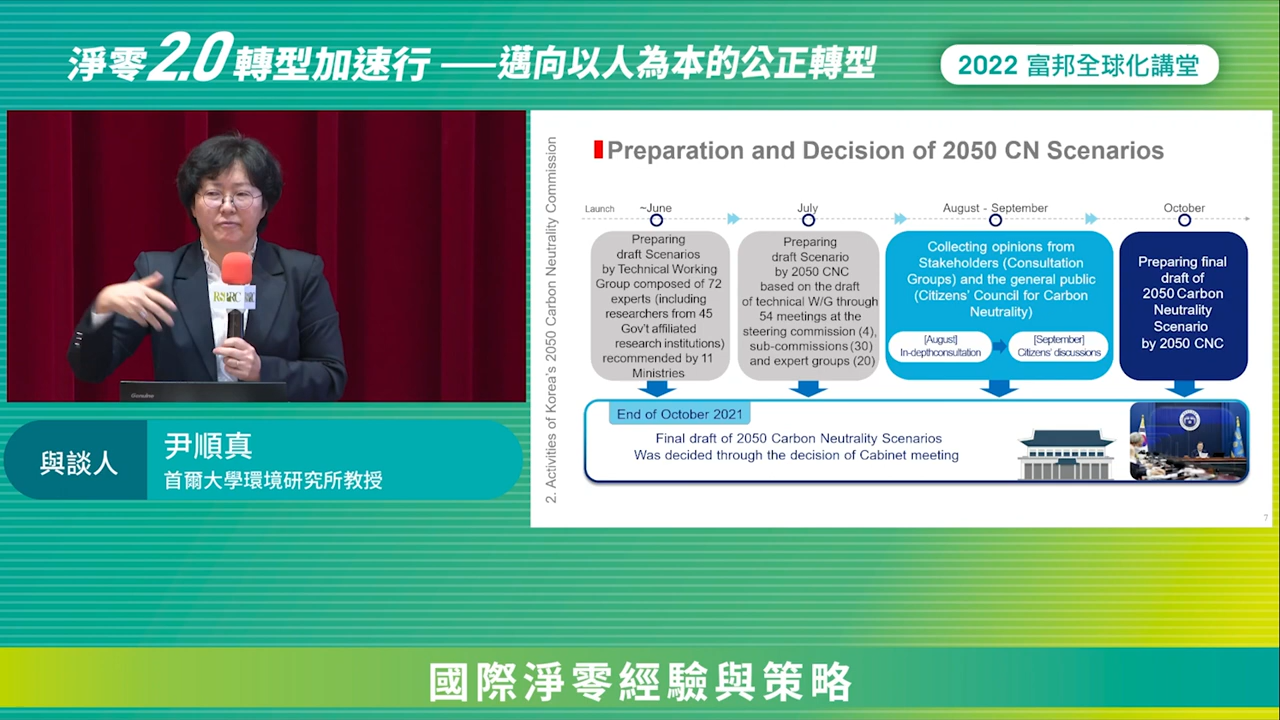 淨零2.0轉型加速行——邁向以人為本的公正轉型
2022 富邦全球化講堂
RSPRC
Genuine
與談人
尹順真
首爾大學環境研究所教授
2. Activities of Korea's 2050 Carbon Neutrality Commission
Preparation and Decision of 2050 CN Scenarios
Launch
~June
July
August - September
October
Preparing
draft Scenarios
by Technical Working
Group composed of 72
experts (including
researchers from 45
Gov't affiliated
research institutions)
recommended by 11
Ministries
Preparing
draft Scenario
by 2050 CNC
based on the draft
of technical W/G through
54 meetings at the
steering commission (4),
sub-commissions (30)
and expert groups (20)
Collecting opinions from
Stakeholders (Consultation
Groups) and the general public
(Citizens' Council for Carbon
Neutrality)
[August]
In-depthconsultation
[September]
Citizens' discussions
Preparing final
draft of
2050 Carbon
Neutrality
Scenario
by 2050 CNC
End of October 2021
Final draft of 2050 Carbon Neutrality Scenarios
Was decided through the decision of Cabinet meeting
7
國際淨零經驗與策略